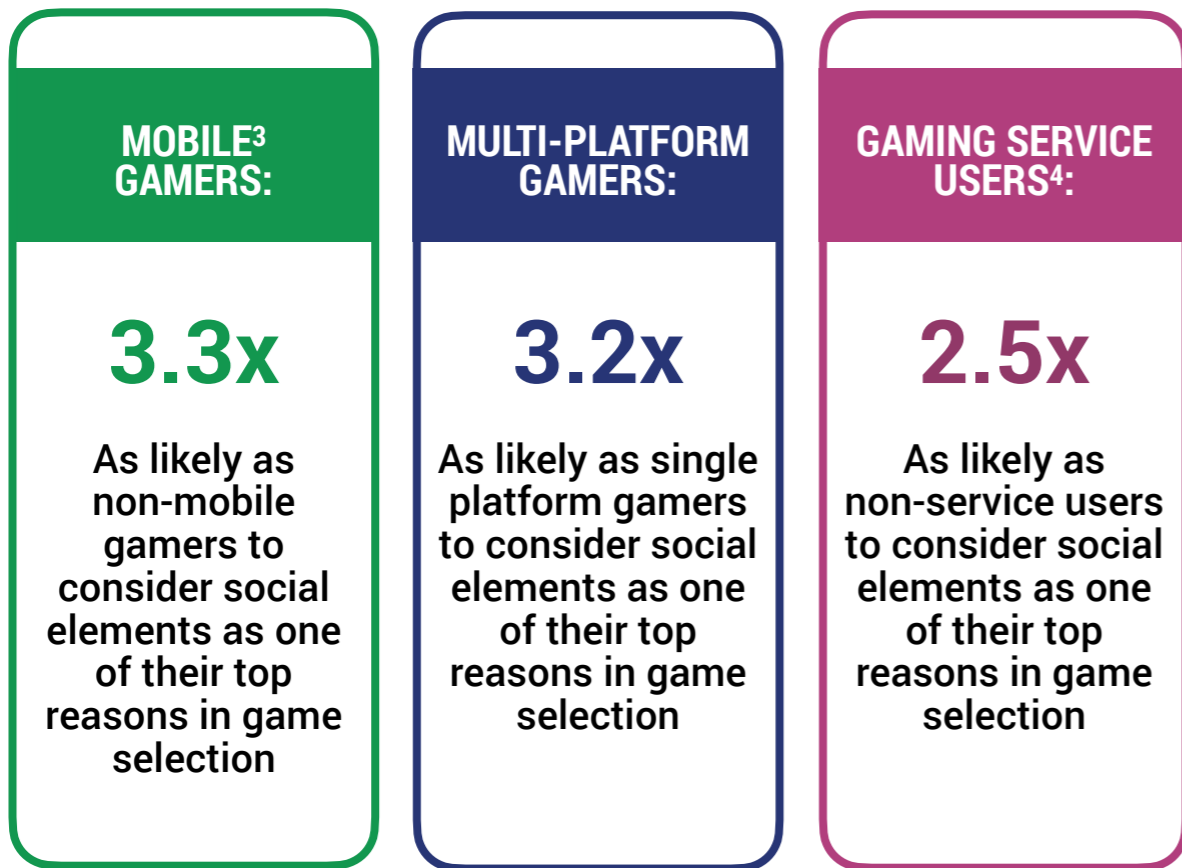 MOBILE³
GAMERS:
3.3x
As likely as
non-mobile
gamers to
consider social
elements as one
of their top
reasons in game
selection
MULTI-PLATFORM
GAMERS:
3.2x
As likely as single
platform gamers
to consider social
elements as one
of their top
reasons in game
selection
GAMING SERVICE
USERS⁴:
2.5x
As likely as
non-service users
to consider social
elements as one
of their top
reasons in game
selection